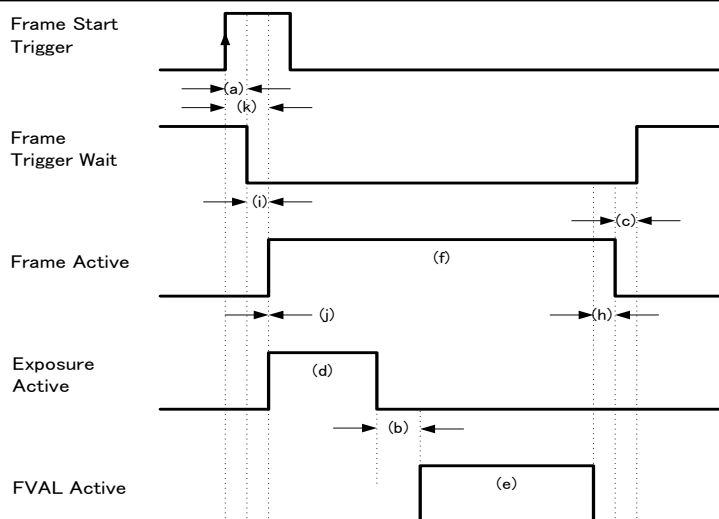 Frame Start
Trigger
(a)
(k)
Frame
Trigger Wait
(i)
(c)
Frame Active
(f)
(j)
(h)
Exposure
Active
(d)
(b)
FVAL Active
(e)